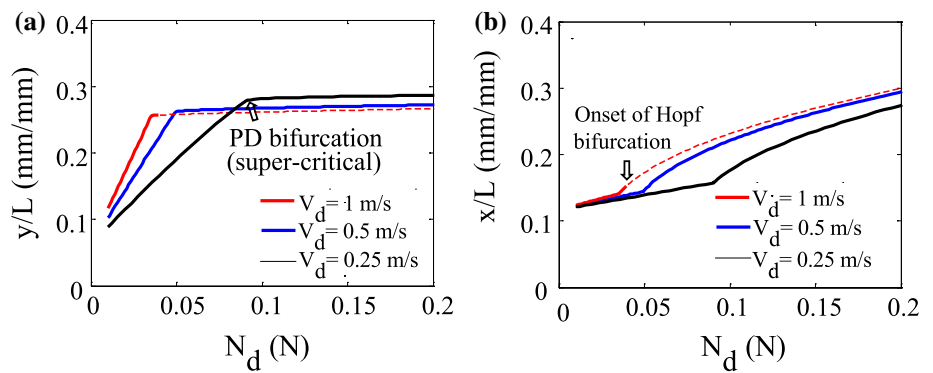 (a)
0.4
0.3
0.2
0.1
0
y/L (mm/mm)
PD bifurcation
(super-critical)
V_d= 1 m/s
V_d= 0.5 m/s
V_d= 0.25 m/s
0
0.05
0.1
0.15
0.2
N_d (N)
(b)
0.4
0.3
0.2
0.1
0
x/L (mm/mm)
Onset of Hopf
bifurcation
V_d= 1 m/s
V_d= 0.5 m/s
V_d= 0.25 m/s
0
0.05
0.1
0.15
0.2
N_d (N)